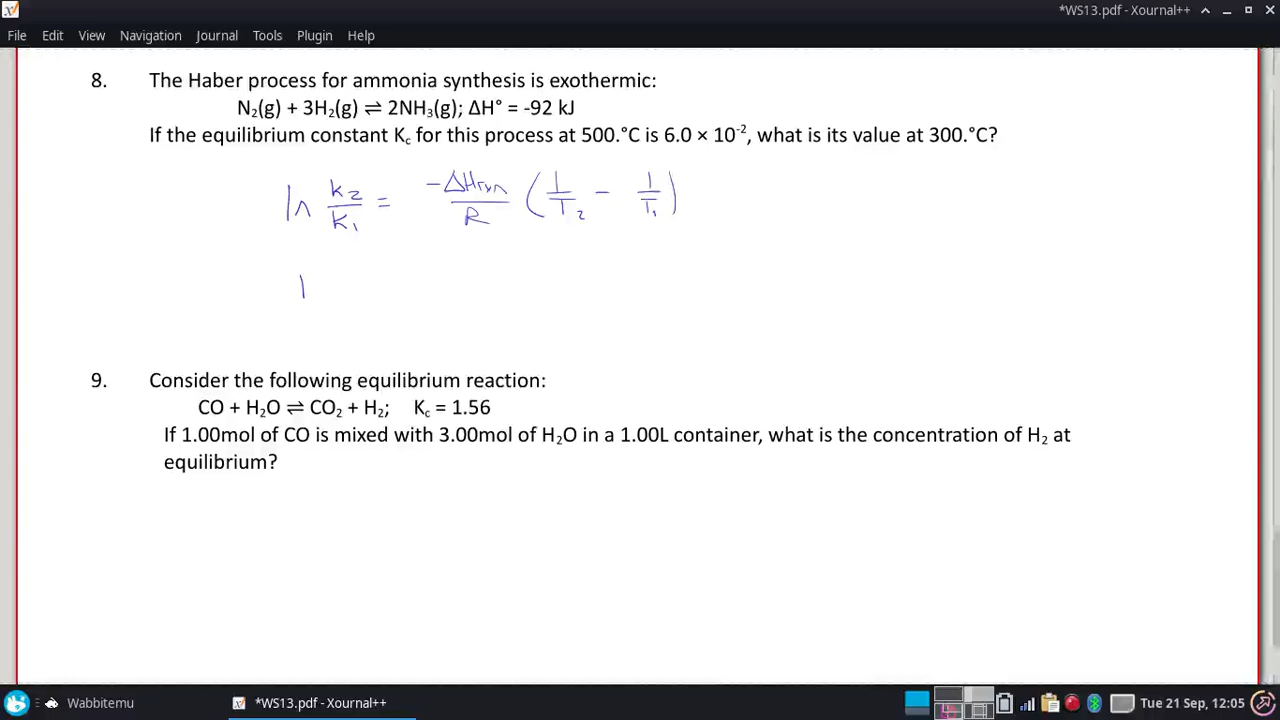 *WS13.pdf - Xournal++
File Edit View Navigation Journal Tools Plugin Help
8. The Haber process for ammonia synthesis is exothermic:
N₂(g) + 3H₂(g) ⇌ 2NH₃(g); ΔH° = -92 kJ
If the equilibrium constant K꜀ for this process at 500.°C is 6.0 × 10⁻², what is its value at 300.°C?
ln K₂/K₁ = -ΔHrxn/R (1/T₂ - 1/T₁)
9. Consider the following equilibrium reaction:
CO + H₂O ⇌ CO₂ + H₂; K꜀ = 1.56
If 1.00mol of CO is mixed with 3.00mol of H₂O in a 1.00L container, what is the concentration of H₂ at
equilibrium?
Wabbitemu *WS13.pdf - Xournal++ Tue 21 Sep, 12:05